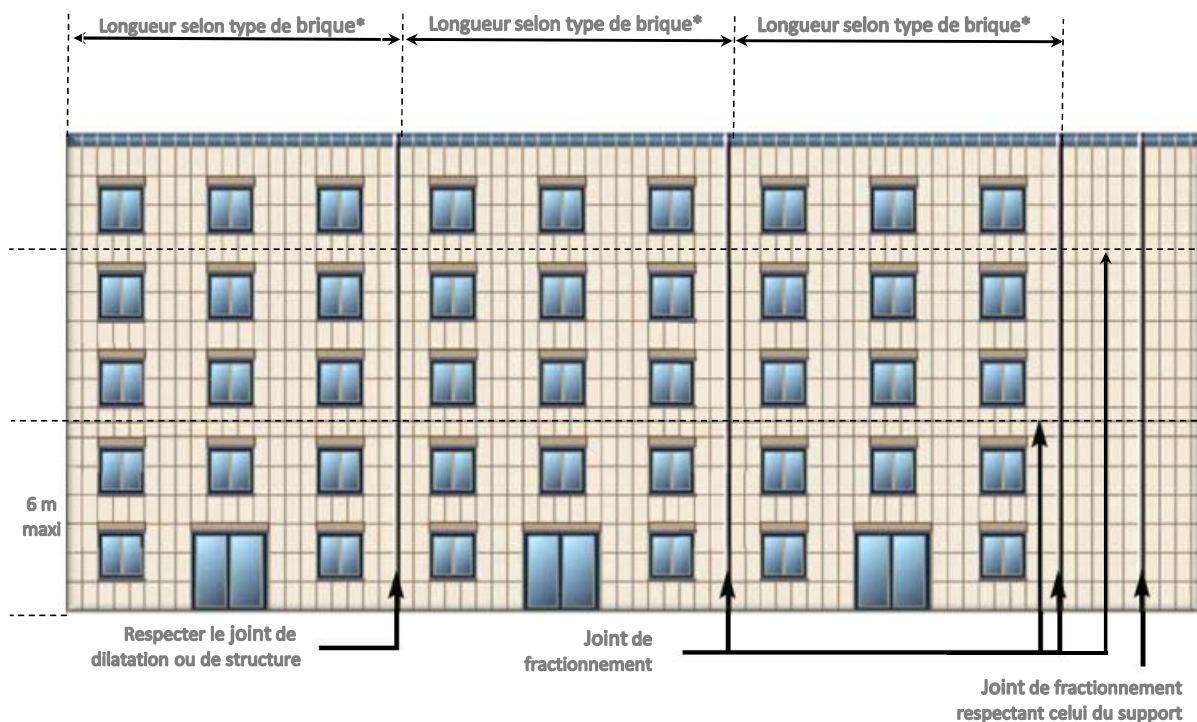 Longueur selon type de brique*
Longueur selon type de brique*
Longueur selon type de brique*
6 m
maxi
Respecter le joint de
dilatation ou de structure
Joint de
fractionnement
Joint de fractionnement
respectant celui du support